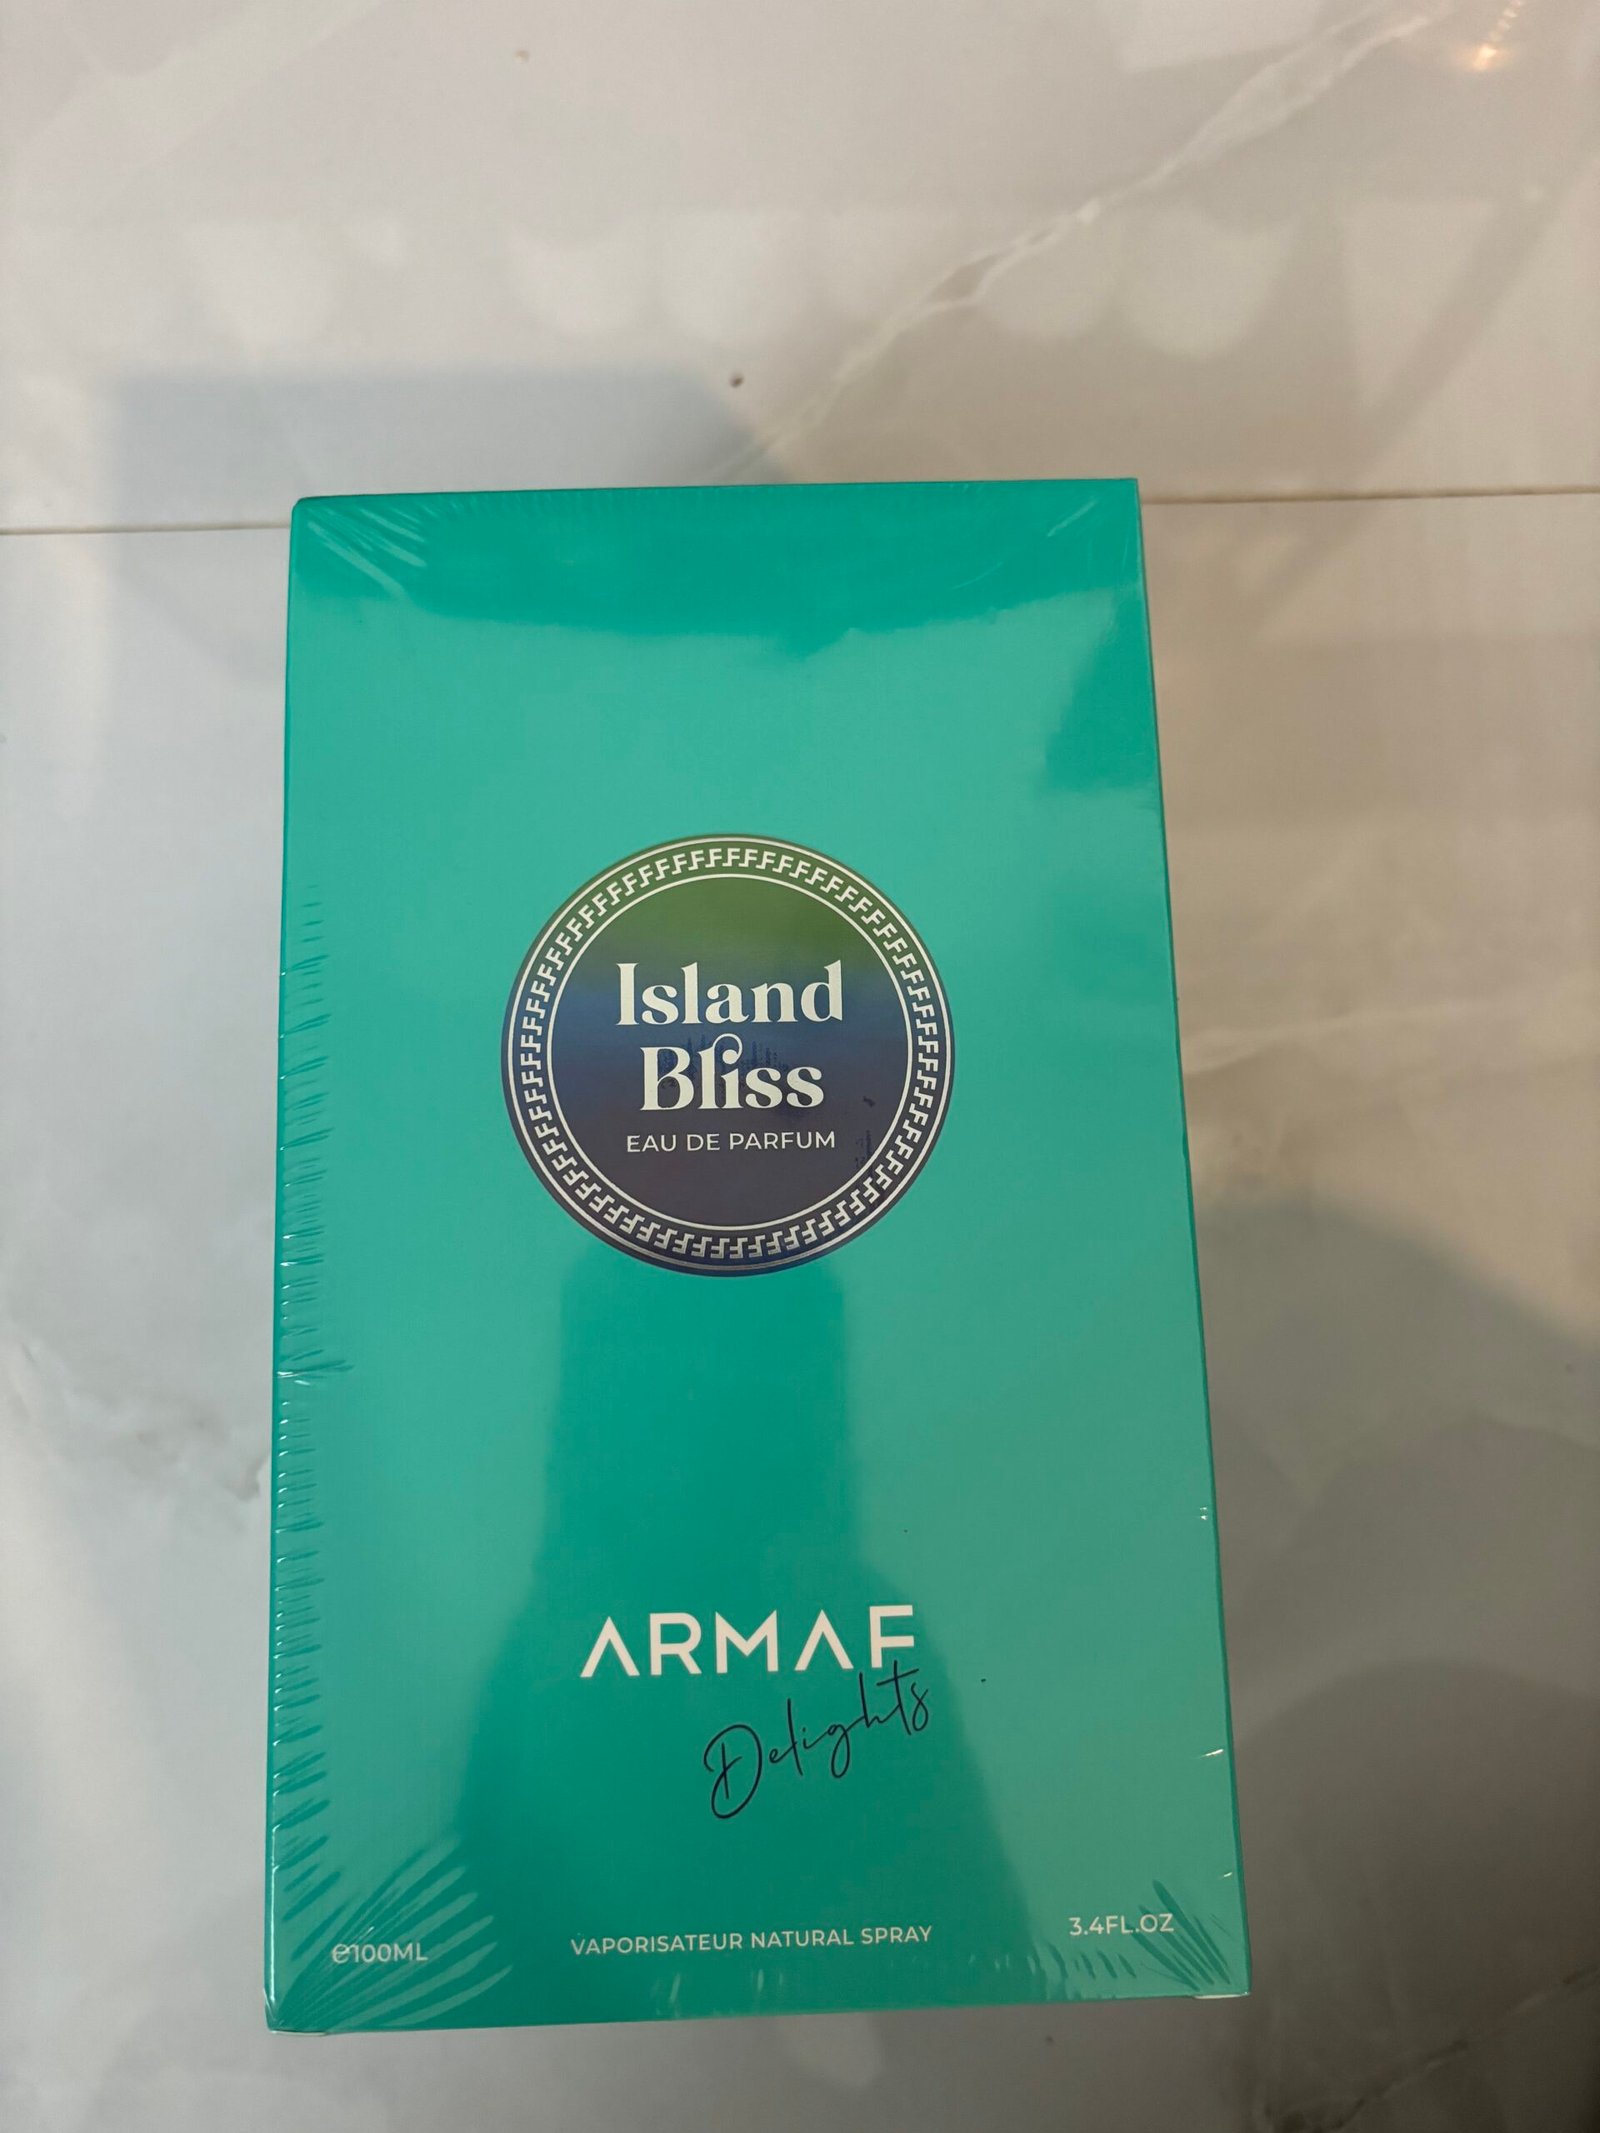 Island
Bliss
EAU DE PARFUM
ARMAF
Delights
℮100ML
VAPORISATEUR NATURAL SPRAY
3.4FL.OZ